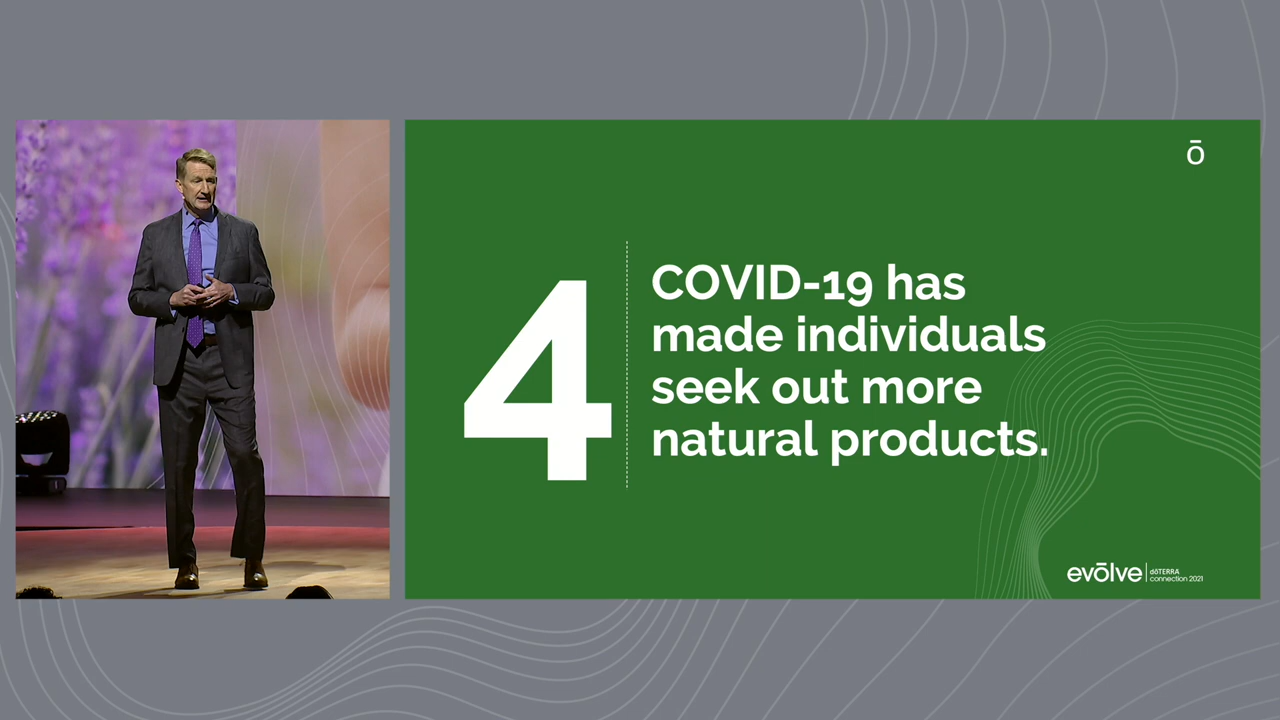 ō
4
COVID-19 has
made individuals
seek out more
natural products.
evōlve
dōTERRA
connection 2021